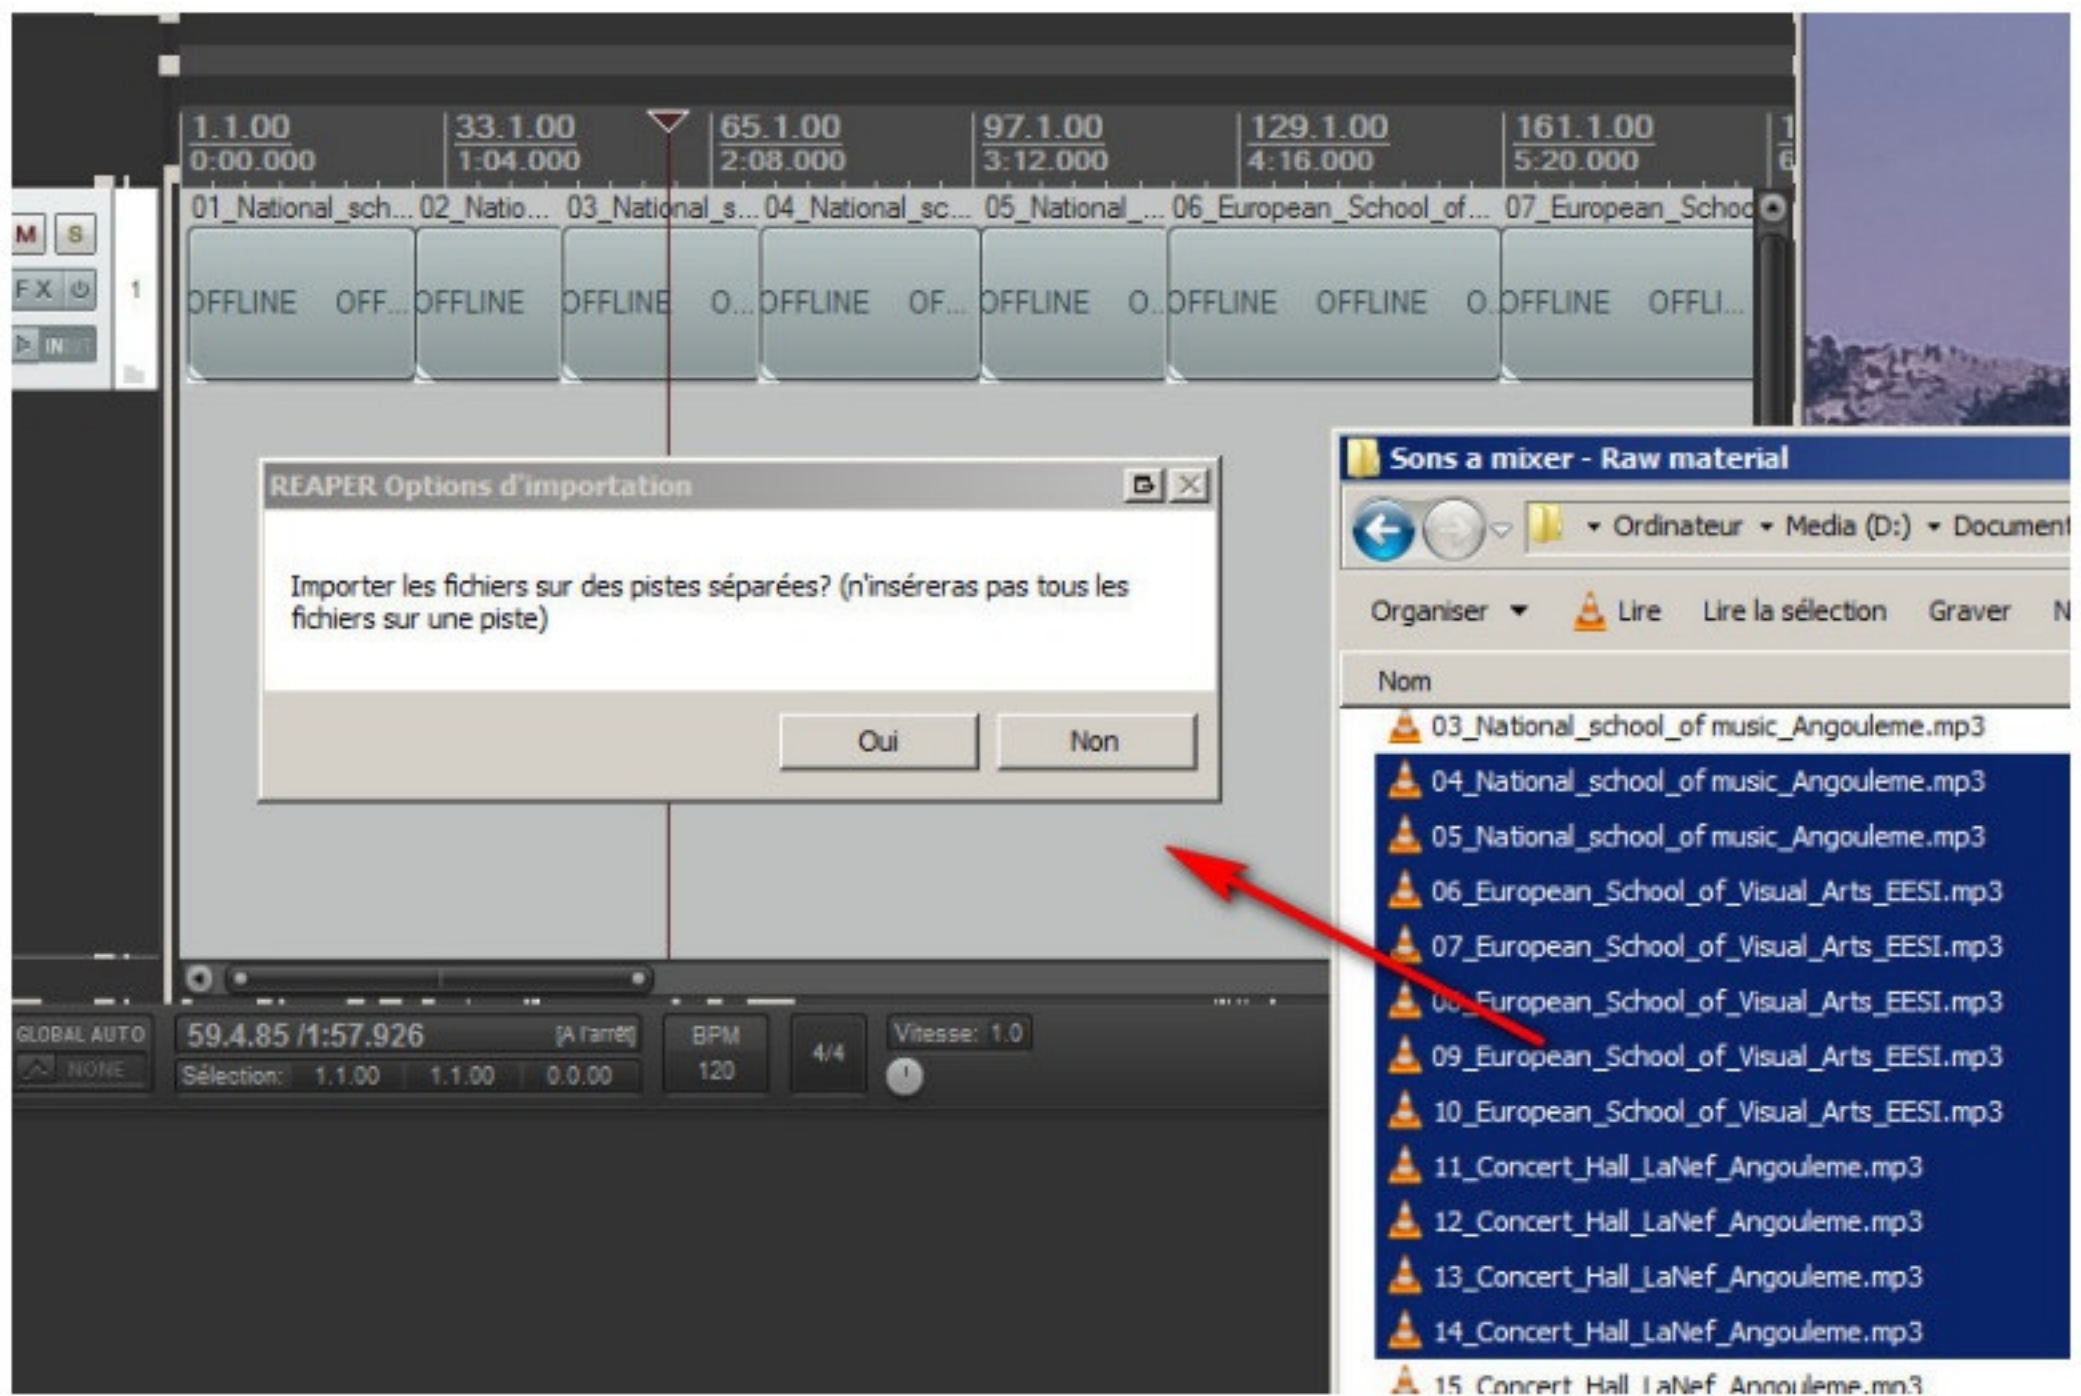 1.1.00 33.1.00 65.1.00 97.1.00 129.1.00 161.1.00 1
0:00.000 1:04.000 2:08.000 3:12.000 4:16.000 5:20.000 6
01_National_sch... 02_Natio... 03_National_s... 04_National_sc... 05_National_... 06_European_School_of... 07_European_Schoo
M S
FX 1
OFFLINE OFF... OFFLINE OFFLINE O... OFFLINE OF... OFFLINE O.. OFFLINE OFFLINE O.. OFFLINE OFFLI...
IN
REAPER Options d'importation
Importer les fichiers sur des pistes séparées? (n'inséreras pas tous les
fichiers sur une piste)
Oui Non
Sons a mixer - Raw material
Ordinateur Media (D:) Document
Organiser Lire Lire la sélection Graver N
Nom
03_National_school_of music_Angouleme.mp3
04_National_school_of music_Angouleme.mp3
05_National_school_of music_Angouleme.mp3
06_European_School_of_Visual_Arts_EESI.mp3
07_European_School_of_Visual_Arts_EESI.mp3
08_European_School_of_Visual_Arts_EESI.mp3
09_European_School_of_Visual_Arts_EESI.mp3
10_European_School_of_Visual_Arts_EESI.mp3
11_Concert_Hall_LaNef_Angouleme.mp3
12_Concert_Hall_LaNef_Angouleme.mp3
13_Concert_Hall_LaNef_Angouleme.mp3
14_Concert_Hall_LaNef_Angouleme.mp3
15_Concert_Hall_LaNef_Angouleme.mp3
GLOBAL AUTO
NONE
59.4.85 /1:57.926 [A l'arrêt]
Sélection: 1.1.00 1.1.00 0.0.00
BPM
120
4/4
Vitesse: 1.0